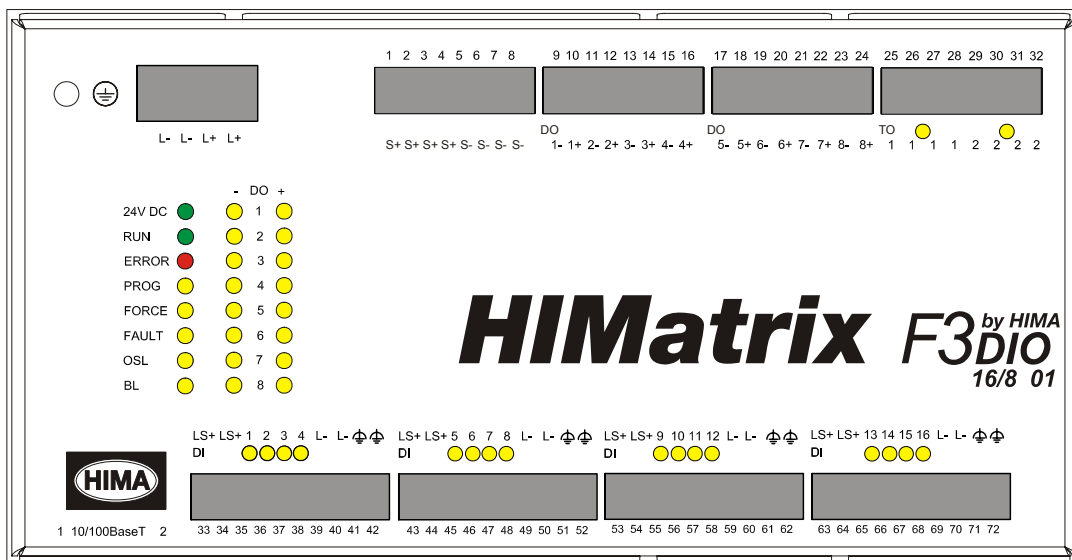 1 2 3 4 5 6 7 8 9 10 11 12 13 14 15 16 17 18 19 20 21 22 23 24 25 26 27 28 29 30 31 32
L- L- L+ L+
S+ S+ S+ S+ S- S- S- S-
DO
1- 1+ 2- 2+ 3- 3+ 4- 4+
DO
5- 5+ 6- 6+ 7- 7+ 8- 8+
TO
1 1 1 1 2 2 2 2
- DO +
24V DC 1
RUN 2
ERROR 3
PROG 4
FORCE 5
FAULT 6
OSL 7
BL 8
HIMatrix F3 by HIMA
DIO
16/8 01
LS+ LS+ 1 2 3 4 L- L-
DI
LS+ LS+ 5 6 7 8 L- L-
DI
LS+ LS+ 9 10 11 12 L- L-
DI
LS+ LS+ 13 14 15 16 L- L-
DI
HIMA
1 10/100BaseT 2
33 34 35 36 37 38 39 40 41 42 43 44 45 46 47 48 49 50 51 52 53 54 55 56 57 58 59 60 61 62 63 64 65 66 67 68 69 70 71 72